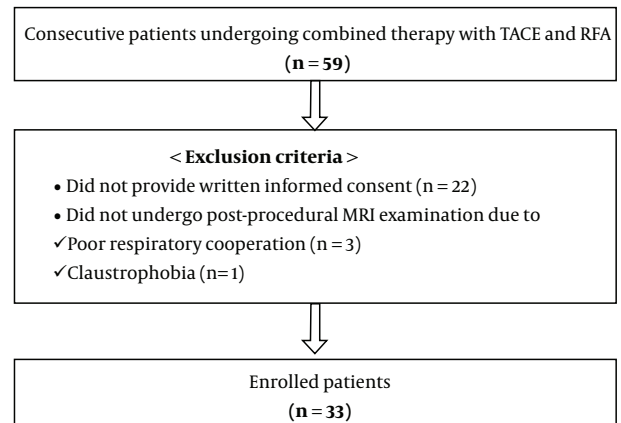 Consecutive patients undergoing combined therapy with TACE and RFA
(n = 59)
< Exclusion criteria >
• Did not provide written informed consent (n = 22)
• Did not undergo post-procedural MRI examination due to
✓Poor respiratory cooperation (n = 3)
✓Claustrophobia (n=1)
Enrolled patients
(n = 33)